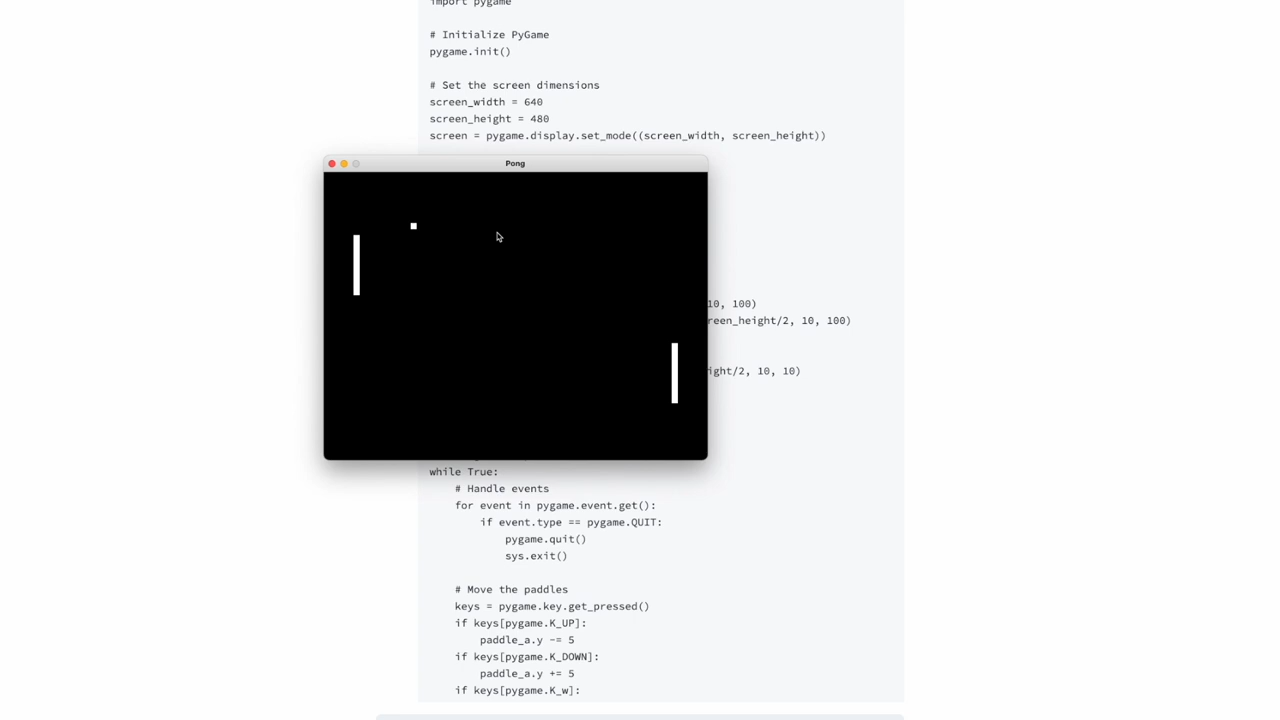 import pygame
# Initialize PyGame
pygame.init()
# Set the screen dimensions
screen_width = 640
screen_height = 480
screen = pygame.display.set_mode((screen_width, screen_height))
Pong
10, 100)
reen_height/2, 10, 100)
ight/2, 10, 10)
while True:
# Handle events
for event in pygame.event.get():
if event.type == pygame.QUIT:
pygame.quit()
sys.exit()
# Move the paddles
keys = pygame.key.get_pressed()
if keys[pygame.K_UP]:
paddle_a.y -= 5
if keys[pygame.K_DOWN]:
paddle_a.y += 5
if keys[pygame.K_w]: